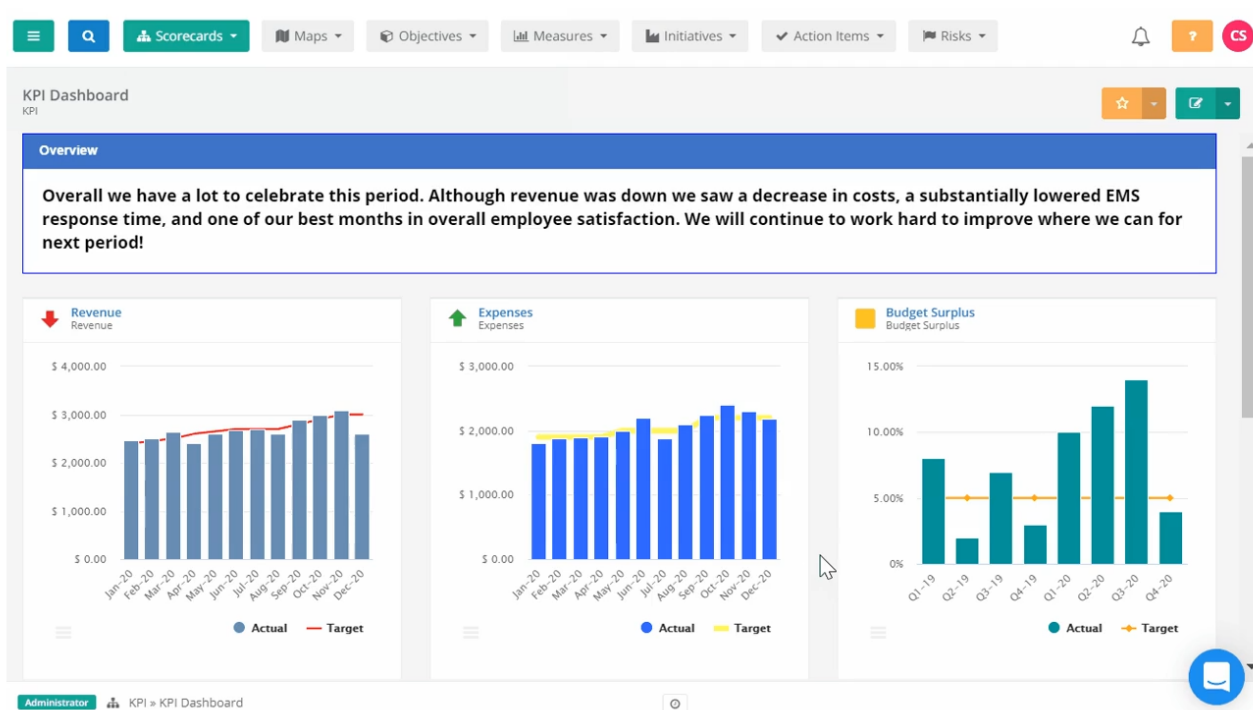 Scorecards Maps Objectives Measures Initiatives Action Items Risks ? CS
KPI Dashboard
KPI
Overview
Overall we have a lot to celebrate this period. Although revenue was down we saw a decrease in costs, a substantially lowered EMS
response time, and one of our best months in overall employee satisfaction. We will continue to work hard to improve where we can for
next period!
Revenue
Revenue
$ 4,000.00
$ 3,000.00
$ 2,000.00
$ 1,000.00
$ 0.00
Jan-20 Feb-20 Mar-20 Apr-20 May-20 Jun-20 Jul-20 Aug-20 Sep-20 Oct-20 Nov-20 Dec-20
Actual Target
Expenses
Expenses
$ 3,000.00
$ 2,000.00
$ 1,000.00
$ 0.00
Jan-20 Feb-20 Mar-20 Apr-20 May-20 Jun-20 Jul-20 Aug-20 Sep-20 Oct-20 Nov-20 Dec-20
Actual Target
Budget Surplus
Budget Surplus
15.00%
10.00%
5.00%
0%
Q1-19 Q2-19 Q3-19 Q4-19 Q1-20 Q2-20 Q3-20 Q4-20
Actual Target
Administrator KPI » KPI Dashboard